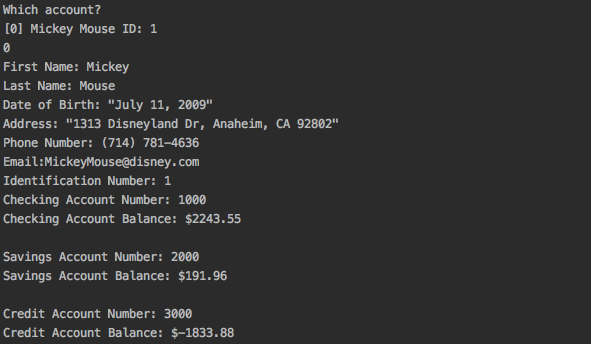 Which account?
[0] Mickey Mouse ID: 1
0
First Name: Mickey
Last Name: Mouse
Date of Birth: "July 11, 2009"
Address: "1313 Disneyland Dr, Anaheim, CA 92802"
Phone Number: (714) 781-4636
Email:MickeyMouse@disney.com
Identification Number: 1
Checking Account Number: 1000
Checking Account Balance: $2243.55
Savings Account Number: 2000
Savings Account Balance: $191.96
Credit Account Number: 3000
Credit Account Balance: $-1833.88